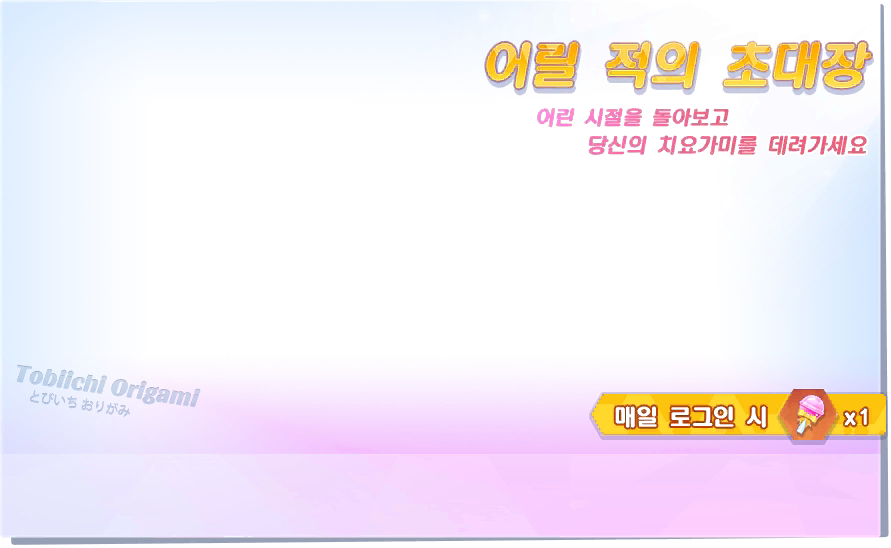 어릴 적의 초대장
어린 시절을 돌아보고
당신의 치요가미를 데려가세요
Tobiichi Origami
とびいち おりがみ
매일 로그인 시 x1